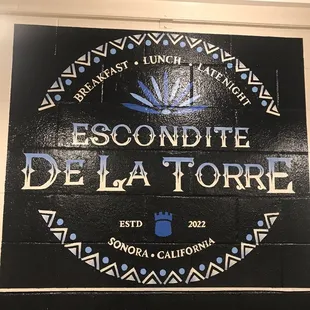 BREAKFAST • LUNCH • LATE NIGHT
ESCONDITE
DE LA TORRE
ESTD 2022
SONORA • CALIFORNIA